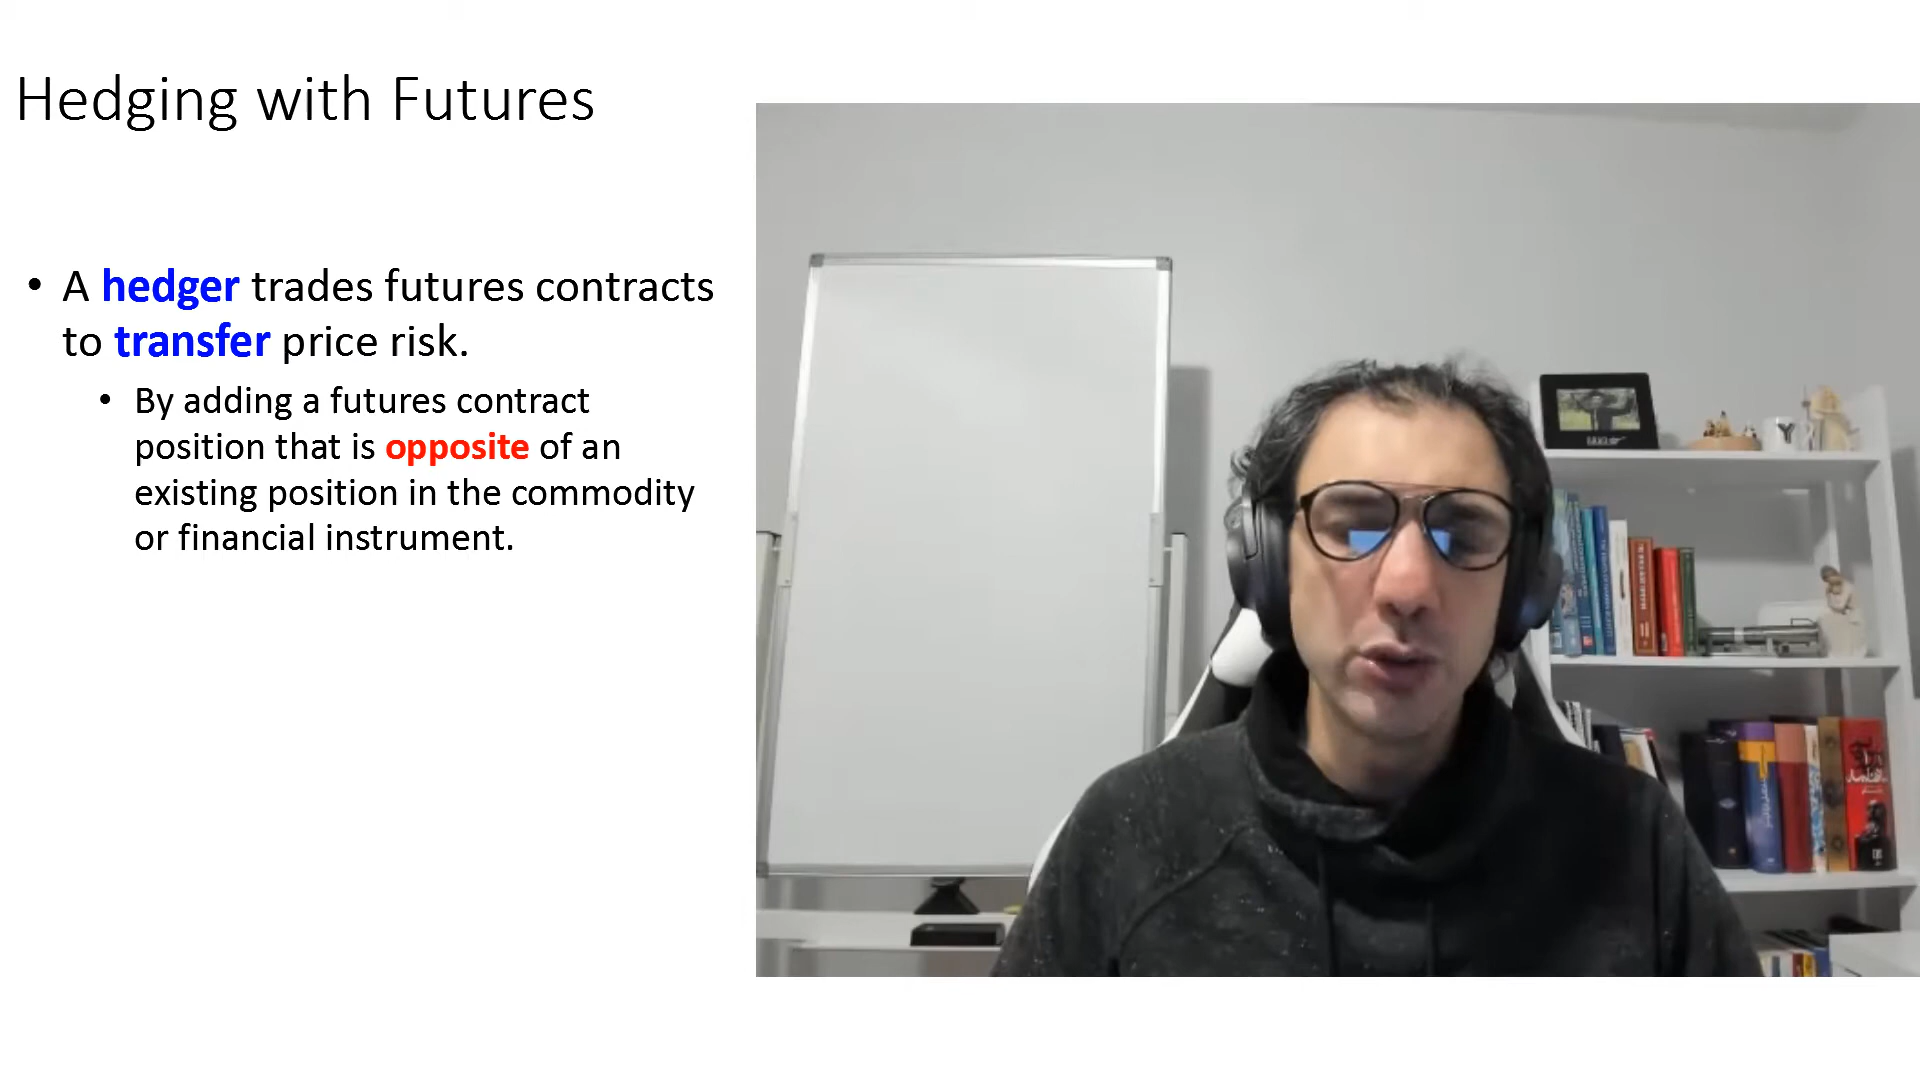 Hedging with Futures
• A hedger trades futures contracts
to transfer price risk.
• By adding a futures contract
position that is opposite of an
existing position in the commodity
or financial instrument.
Y